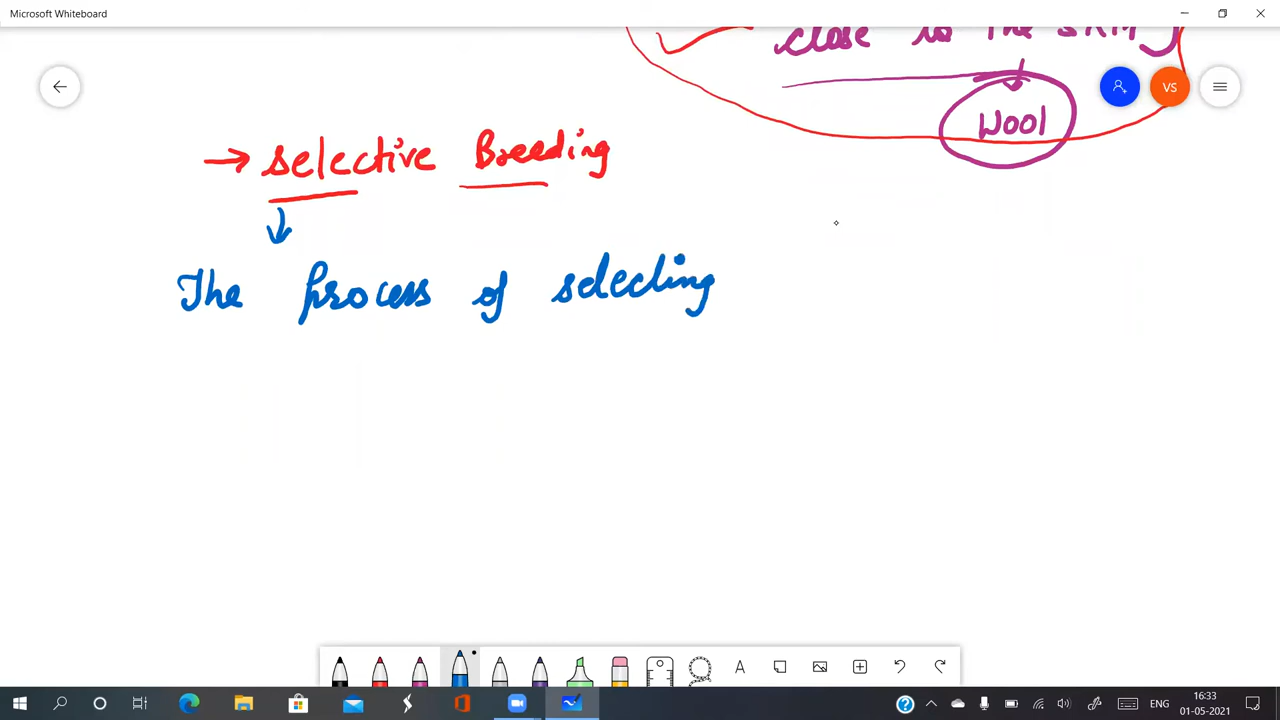 Microsoft Whiteboard
close to the skin
Wool
VS
→ selective Breeding
The process of selecting
A
ENG
16:33
01-05-2021